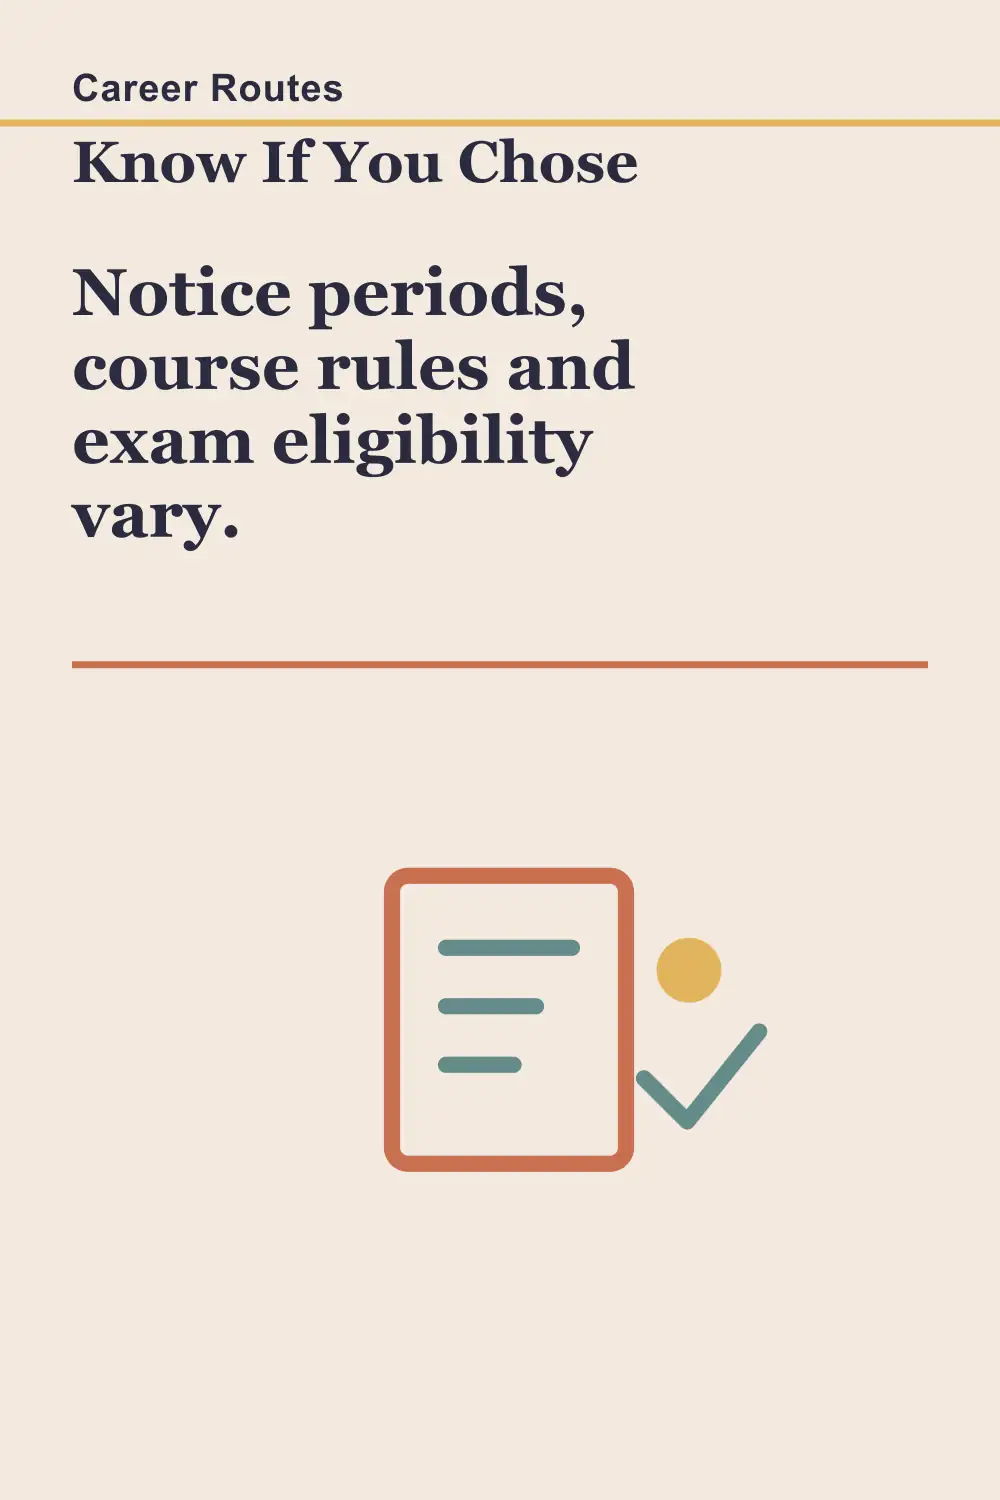 Career Routes
Know If You Chose
Notice periods,
course rules and
exam eligibility
vary.